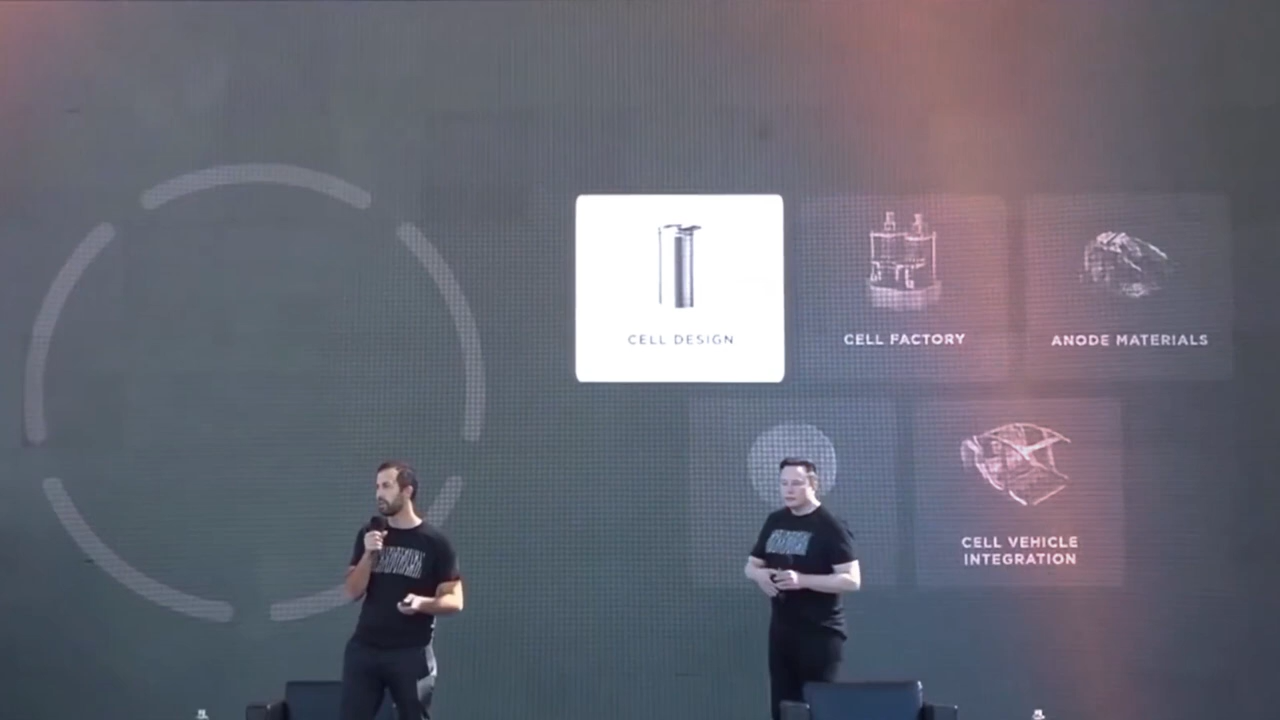 CELL DESIGN
CELL FACTORY
ANODE MATERIALS
CELL VEHICLE
INTEGRATION